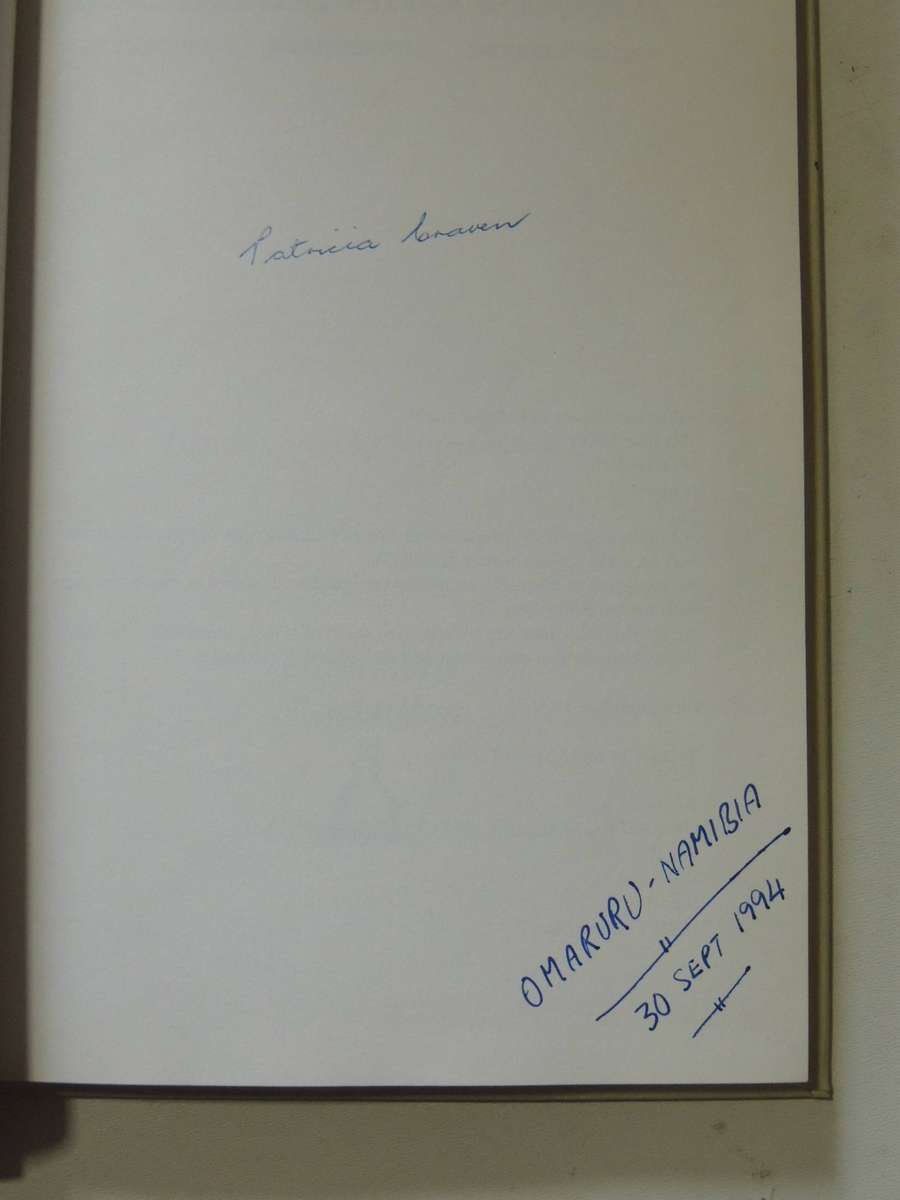 Patricia Craven
OMARURU - NAMIBIA
30 SEPT 1994